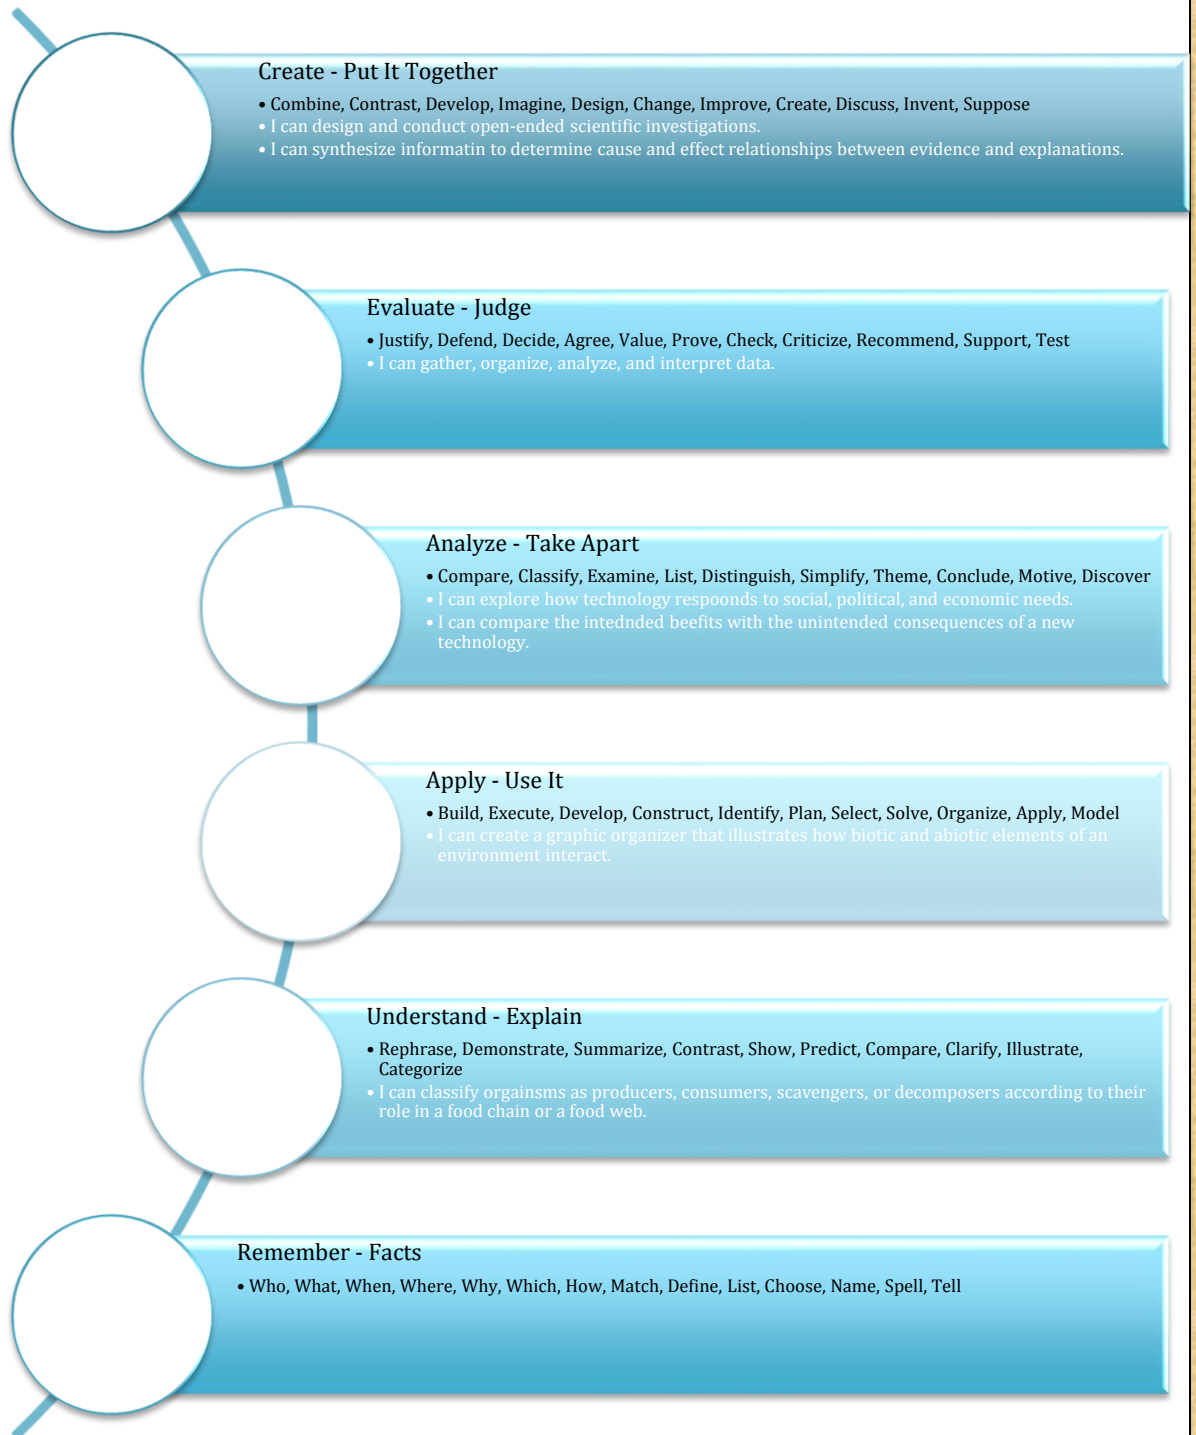 Create - Put It Together
• Combine, Contrast, Develop, Imagine, Design, Change, Improve, Create, Discuss, Invent, Suppose
• I can design and conduct open-ended scientific investigations.
• I can synthesize informatin to determine cause and effect relationships between evidence and explanations.
Evaluate - Judge
• Justify, Defend, Decide, Agree, Value, Prove, Check, Criticize, Recommend, Support, Test
• I can gather, organize, analyze, and interpret data.
Analyze - Take Apart
• Compare, Classify, Examine, List, Distinguish, Simplify, Theme, Conclude, Motive, Discover
• I can explore how technology respoonds to social, political, and economic needs.
• I can compare the intednded beefits with the unintended consequences of a new
technology.
Apply - Use It
• Build, Execute, Develop, Construct, Identify, Plan, Select, Solve, Organize, Apply, Model
• I can create a graphic organizer that illustrates how biotic and abiotic elements of an
environment interact.
Understand - Explain
• Rephrase, Demonstrate, Summarize, Contrast, Show, Predict, Compare, Clarify, Illustrate,
Categorize
• I can classify orgainsms as producers, consumers, scavengers, or decomposers according to their
role in a food chain or a food web.
Remember - Facts
• Who, What, When, Where, Why, Which, How, Match, Define, List, Choose, Name, Spell, Tell